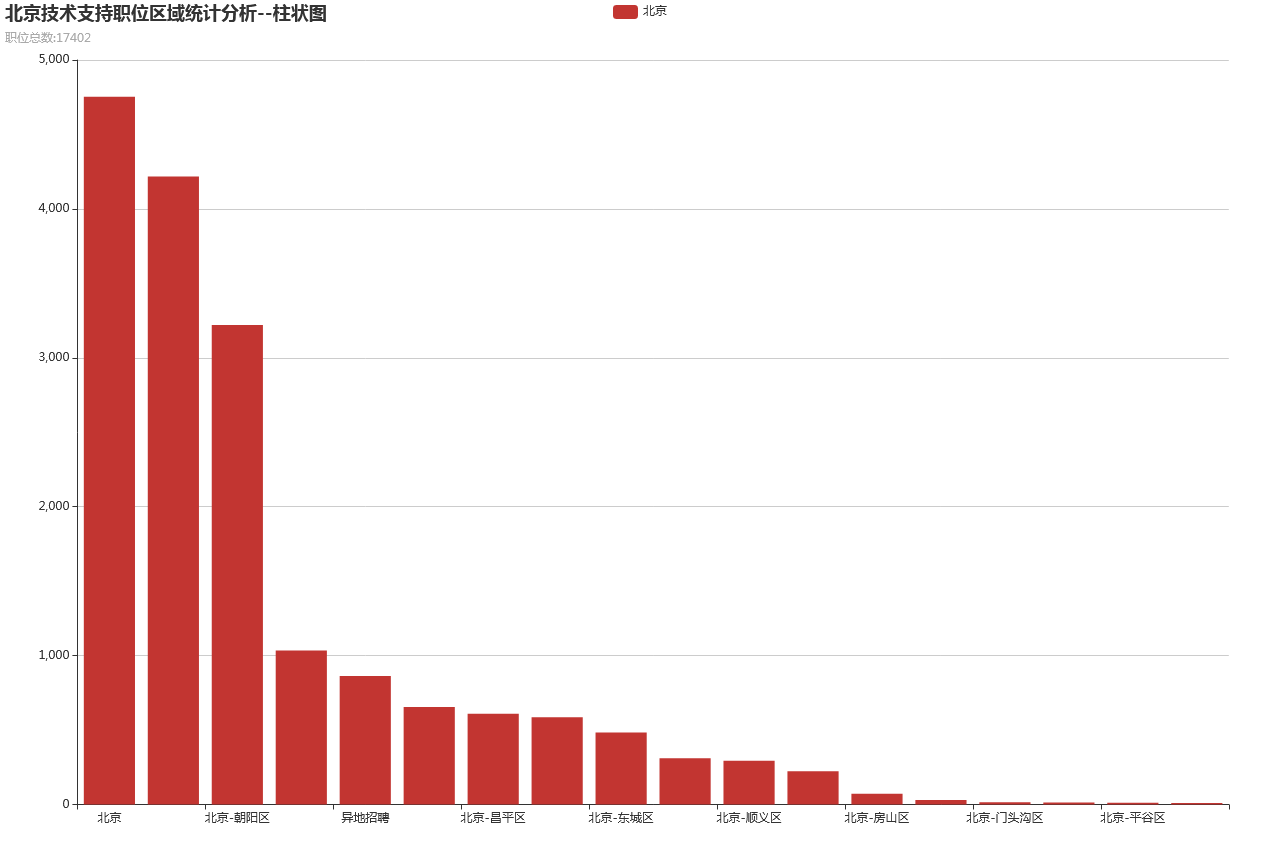 北京技术支持职位区域统计分析--柱状图
北京
职位总数:17402
5,000
4,000
3,000
2,000
1,000
0
北京
北京-朝阳区
异地招聘
北京-昌平区
北京-东城区
北京-顺义区
北京-房山区
北京-门头沟区
北京-平谷区